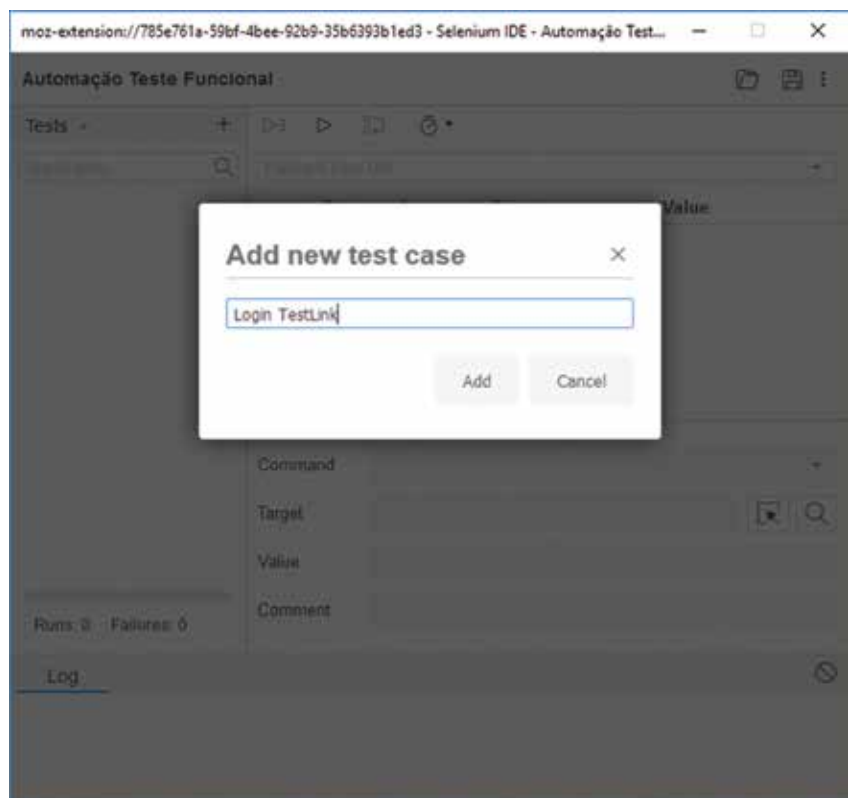 moz-extension://785e761a-59bf-4bee-92b9-35b6393b1ed3 - Selenium IDE - Automação Test...
Automação Teste Funcional
Tests
Value
Add new test case
Login TestLink
Add Cancel
Command
Target
Value
Comment
Runs: 0 Failures: 0
Log